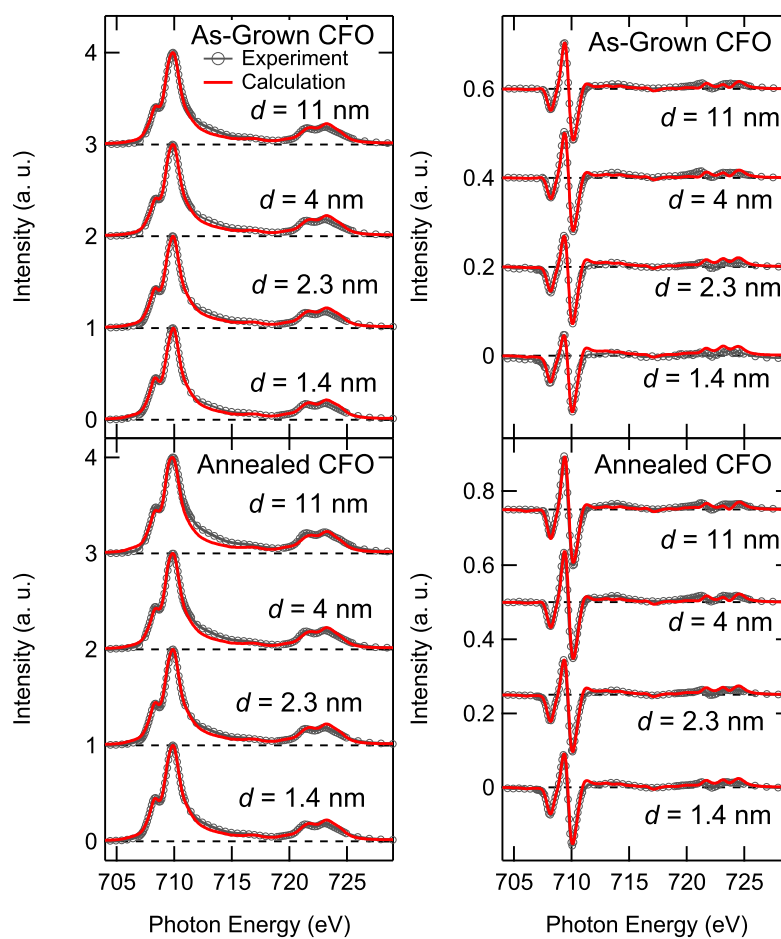 As-Grown CFO
Experiment
Calculation
d = 11 nm
d = 4 nm
d = 2.3 nm
d = 1.4 nm
4
3
2
1
0
Intensity (a. u.)
As-Grown CFO
d = 11 nm
d = 4 nm
d = 2.3 nm
d = 1.4 nm
0.6
0.4
0.2
0
Intensity (a. u.)
Annealed CFO
d = 11 nm
d = 4 nm
d = 2.3 nm
d = 1.4 nm
4
3
2
1
0
Intensity (a. u.)
705 710 715 720 725
Photon Energy (eV)
Annealed CFO
d = 11 nm
d = 4 nm
d = 2.3 nm
d = 1.4 nm
0.8
0.6
0.4
0.2
0
Intensity (a. u.)
705 710 715 720 725
Photon Energy (eV)